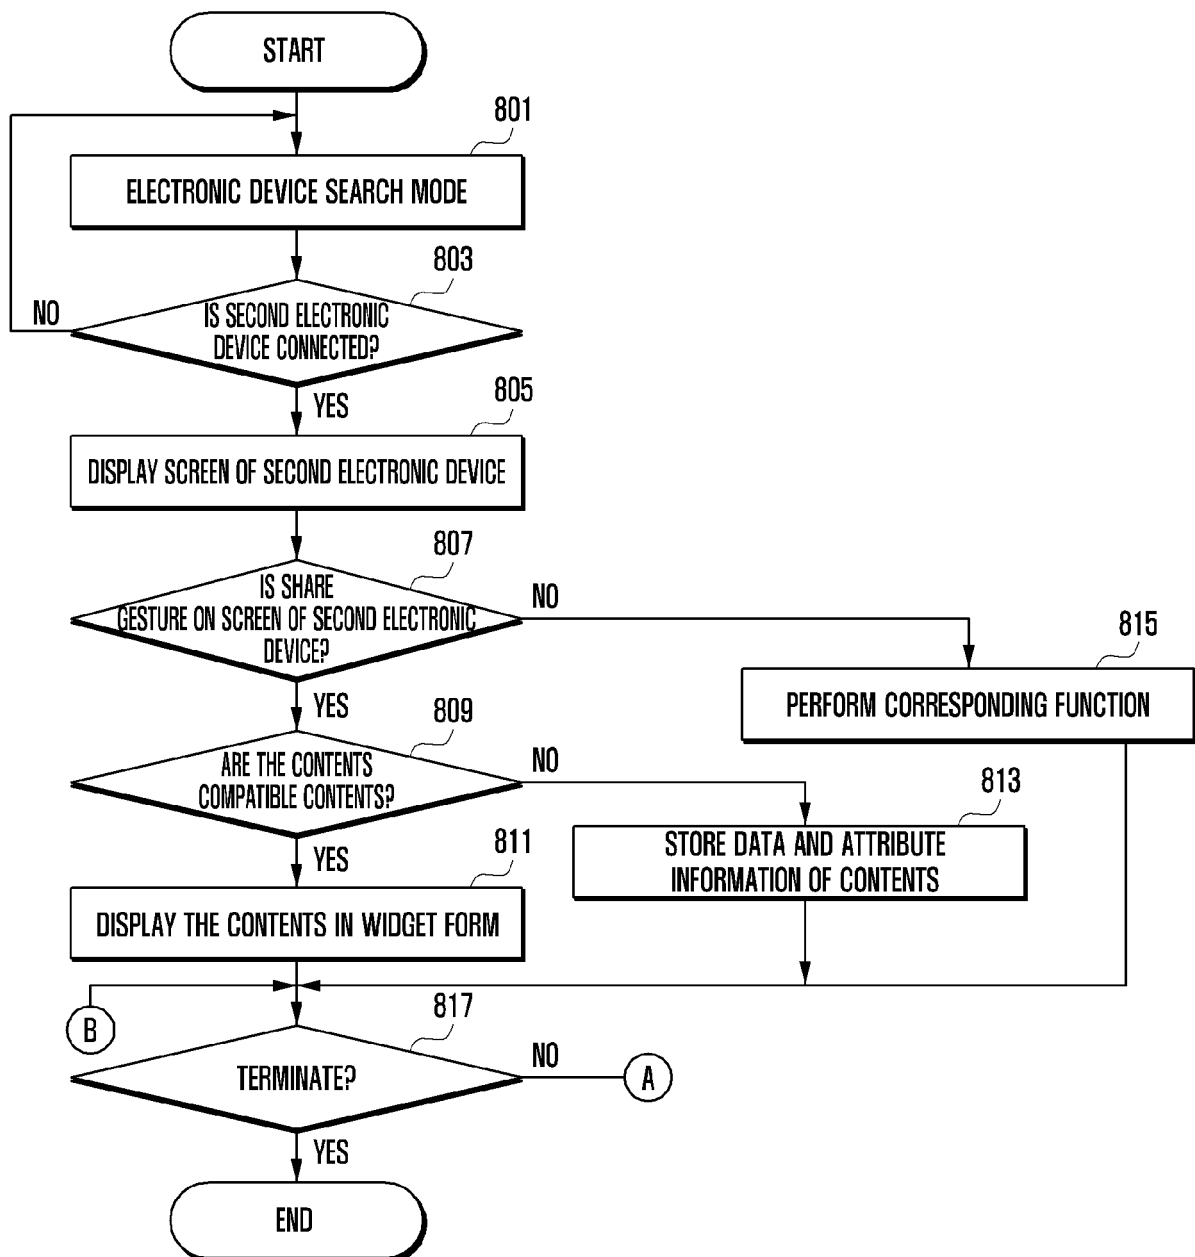 START
801
ELECTRONIC DEVICE SEARCH MODE
803
NO
IS SECOND ELECTRONIC
DEVICE CONNECTED?
YES
805
DISPLAY SCREEN OF SECOND ELECTRONIC DEVICE
807
IS SHARE
GESTURE ON SCREEN OF SECOND ELECTRONIC
DEVICE?
NO
815
PERFORM CORRESPONDING FUNCTION
YES
809
ARE THE CONTENTS
COMPATIBLE CONTENTS?
NO
813
STORE DATA AND ATTRIBUTE
INFORMATION OF CONTENTS
YES
811
DISPLAY THE CONTENTS IN WIDGET FORM
B
817
TERMINATE?
NO
A
YES
END